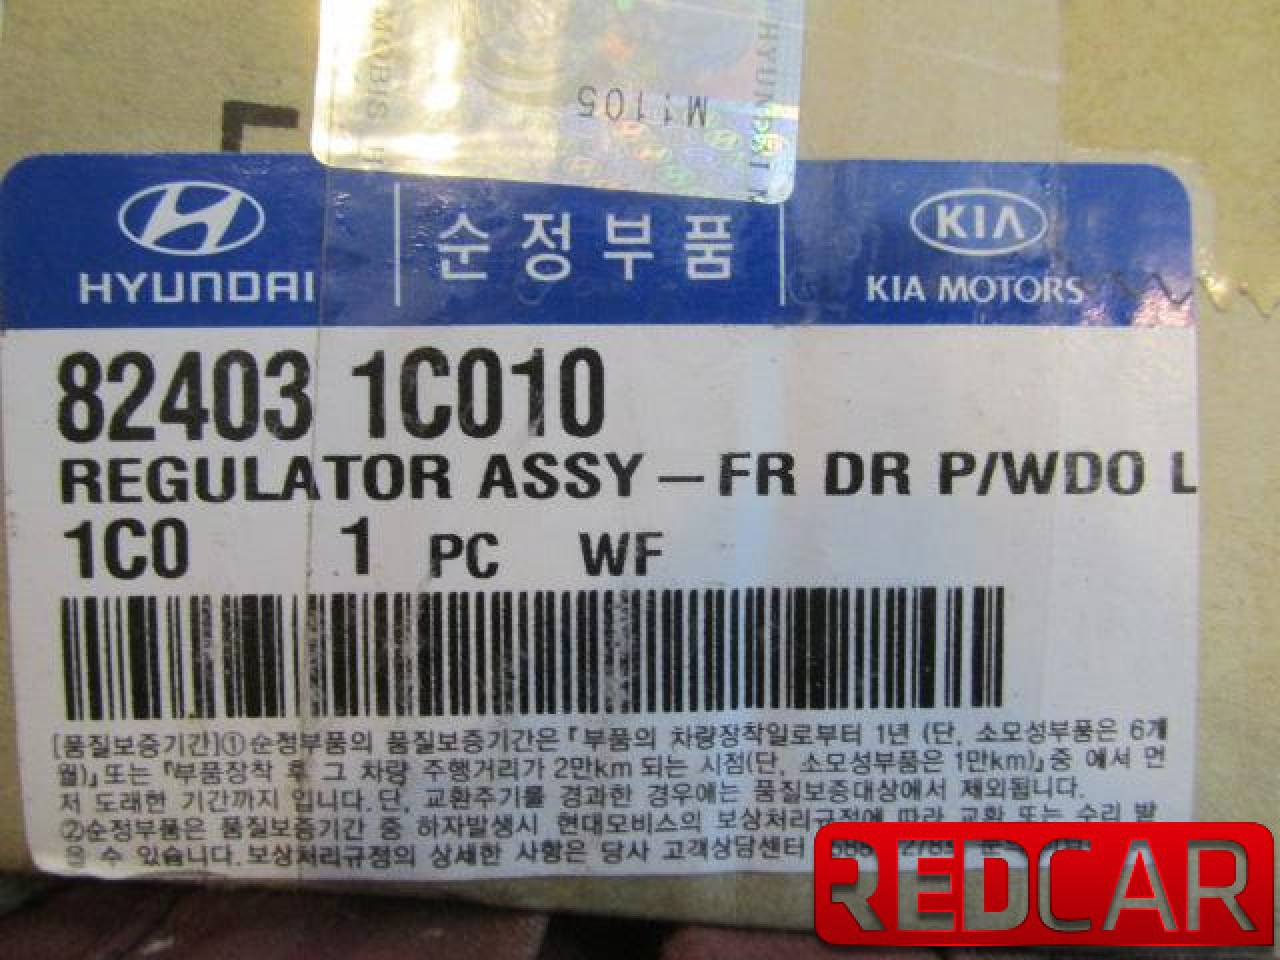 MOBIS
HYUNDAI M
M1105
HYUNDAI
순정부품
KIA
KIA MOTORS
82403 1C010
REGULATOR ASSY-FR DR P/WDO L
1C0 1 PC WF
[품질보증기간]①순정부품의 품질보증기간은 「부품의 차량장착일로부터 1년 (단, 소모성부품은 6개
월)」또는 「부품장착 후 그 차량 주행거리가 2만km 되는 시점(단, 소모성부품은 1만km)」중 에서 먼
저 도래한 기간까지 입니다.단, 교환주기를 경과한 경우에는 품질보증대상에서 제외됩니다.
②순정부품은 품질보증기간 중 하자발생시 현대모비스의 보상처리규정에 따라 교환 또는 수리 받
을 수 있습니다.보상처리규정의 상세한 사항은 당사 고객상담센터
REDCAR